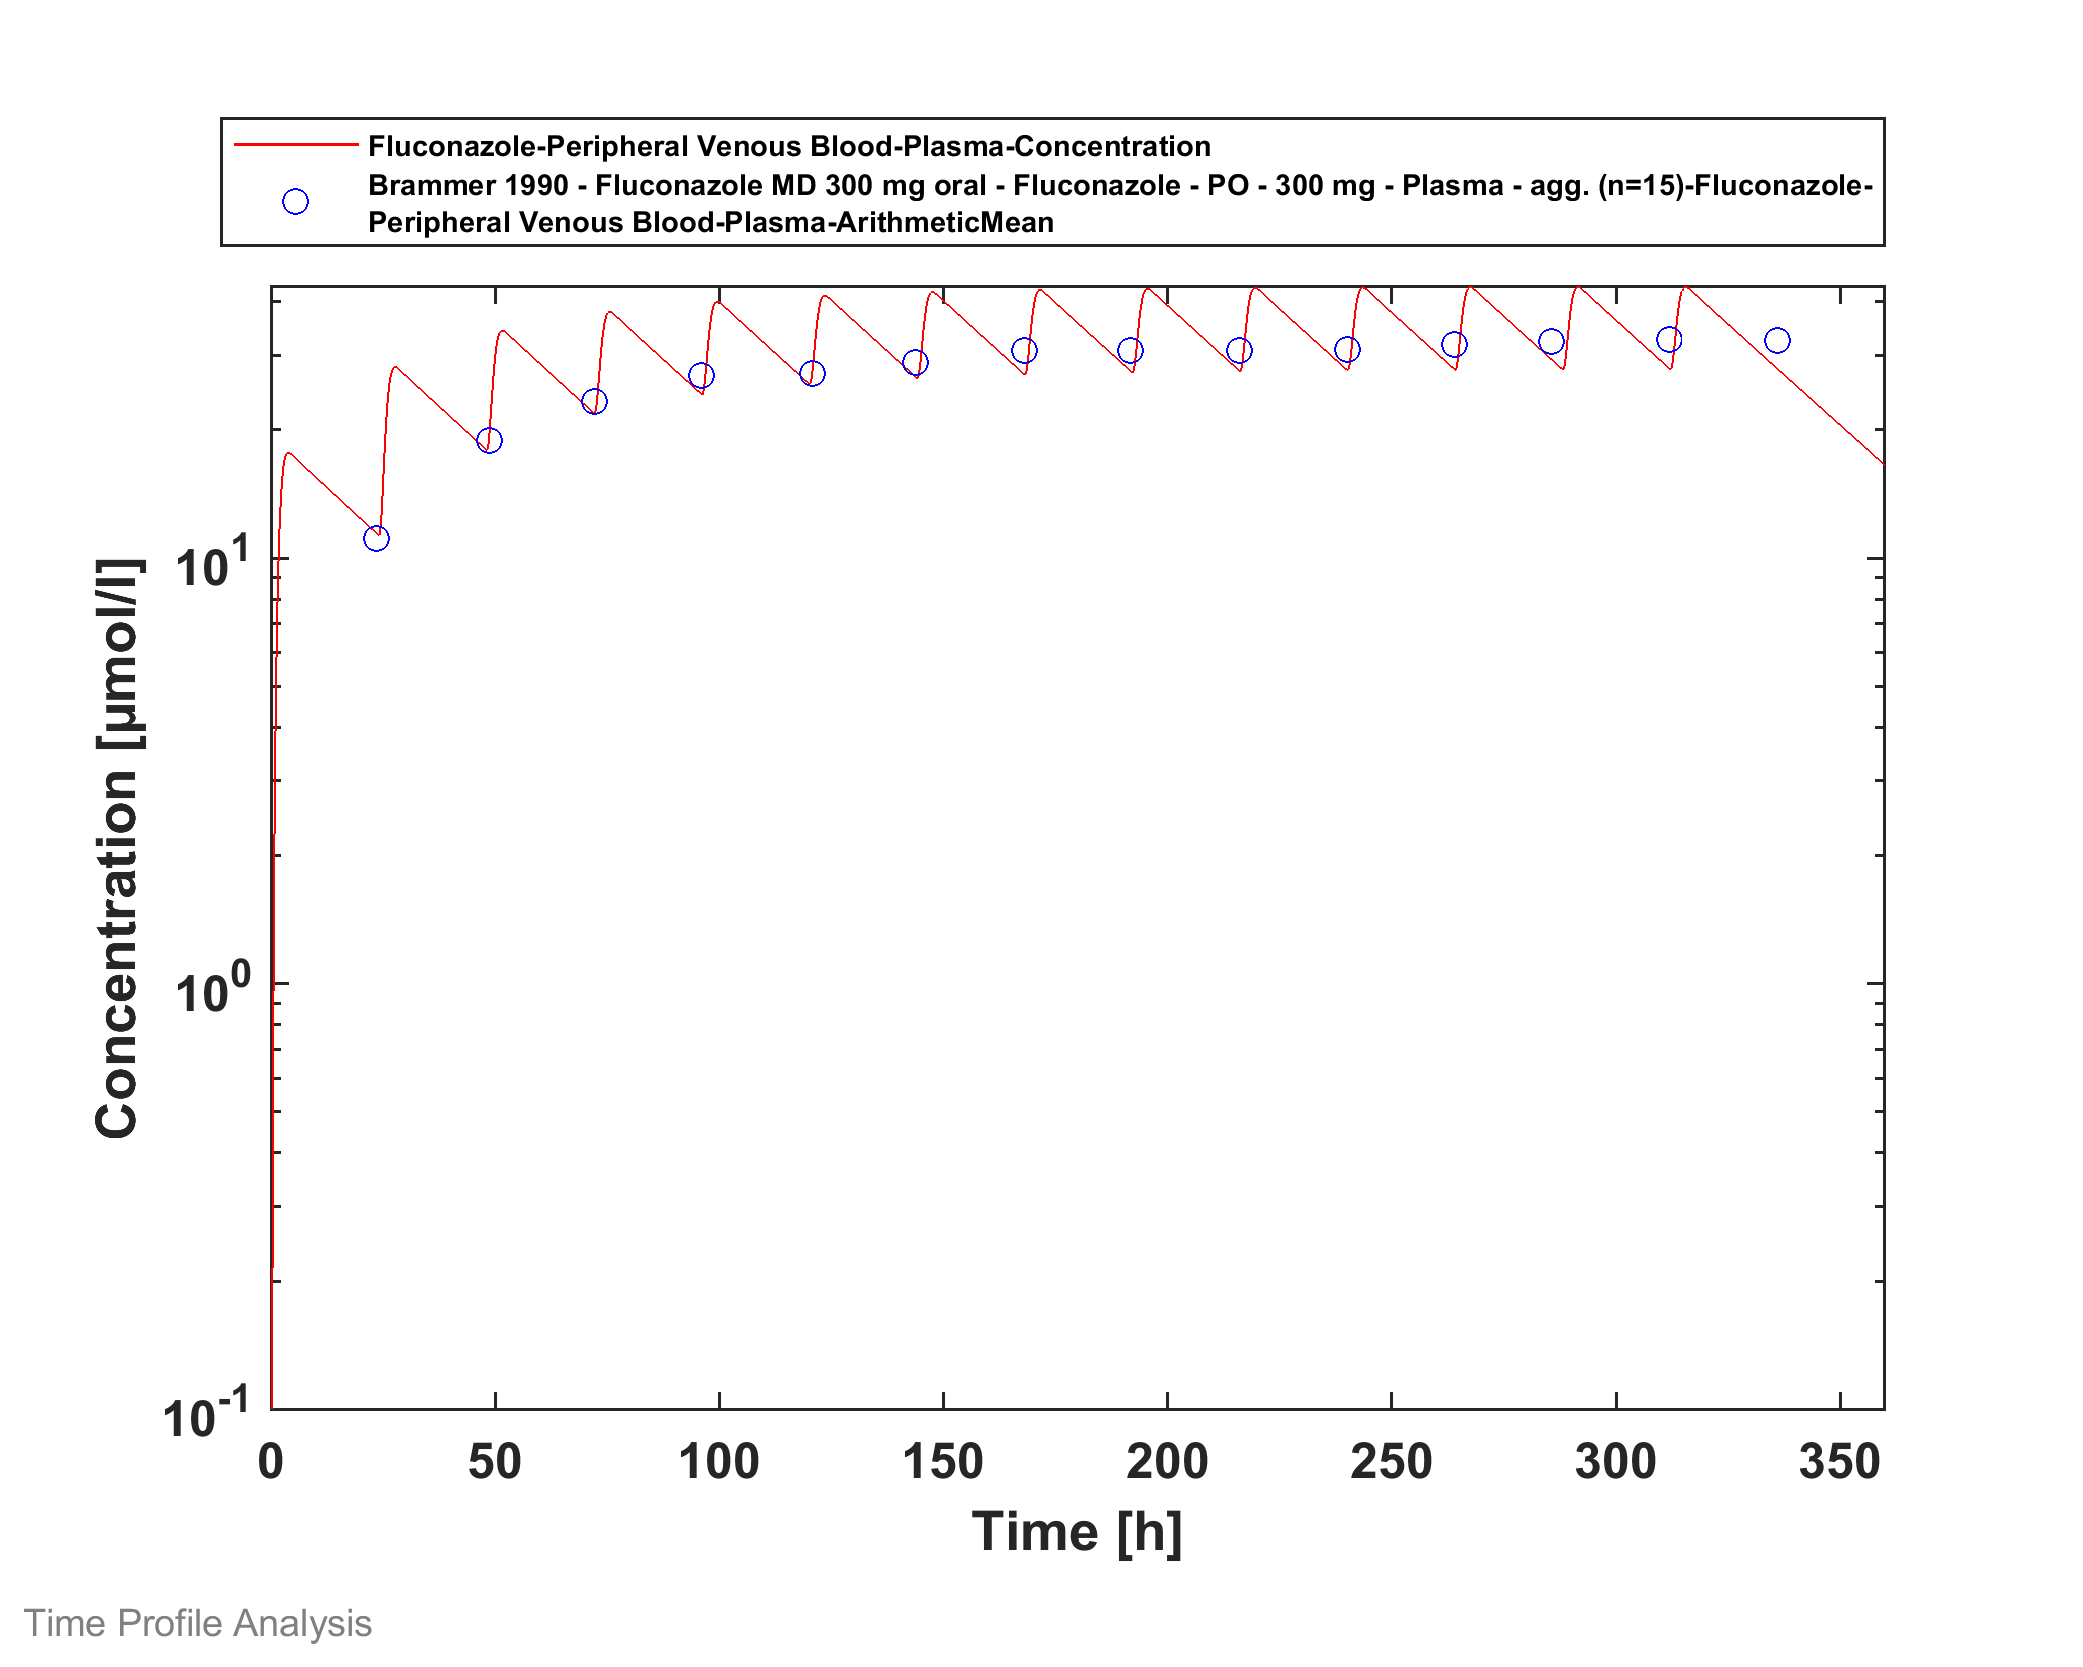 Fluconazole-Peripheral Venous Blood-Plasma-Concentration
Brammer 1990 - Fluconazole MD 300 mg oral - Fluconazole - PO - 300 mg - Plasma - agg. (n=15)-Fluconazole-
Peripheral Venous Blood-Plasma-ArithmeticMean
Concentration [µmol/l]
10^1
10^0
10^-1
0 50 100 150 200 250 300 350
Time [h]
Time Profile Analysis